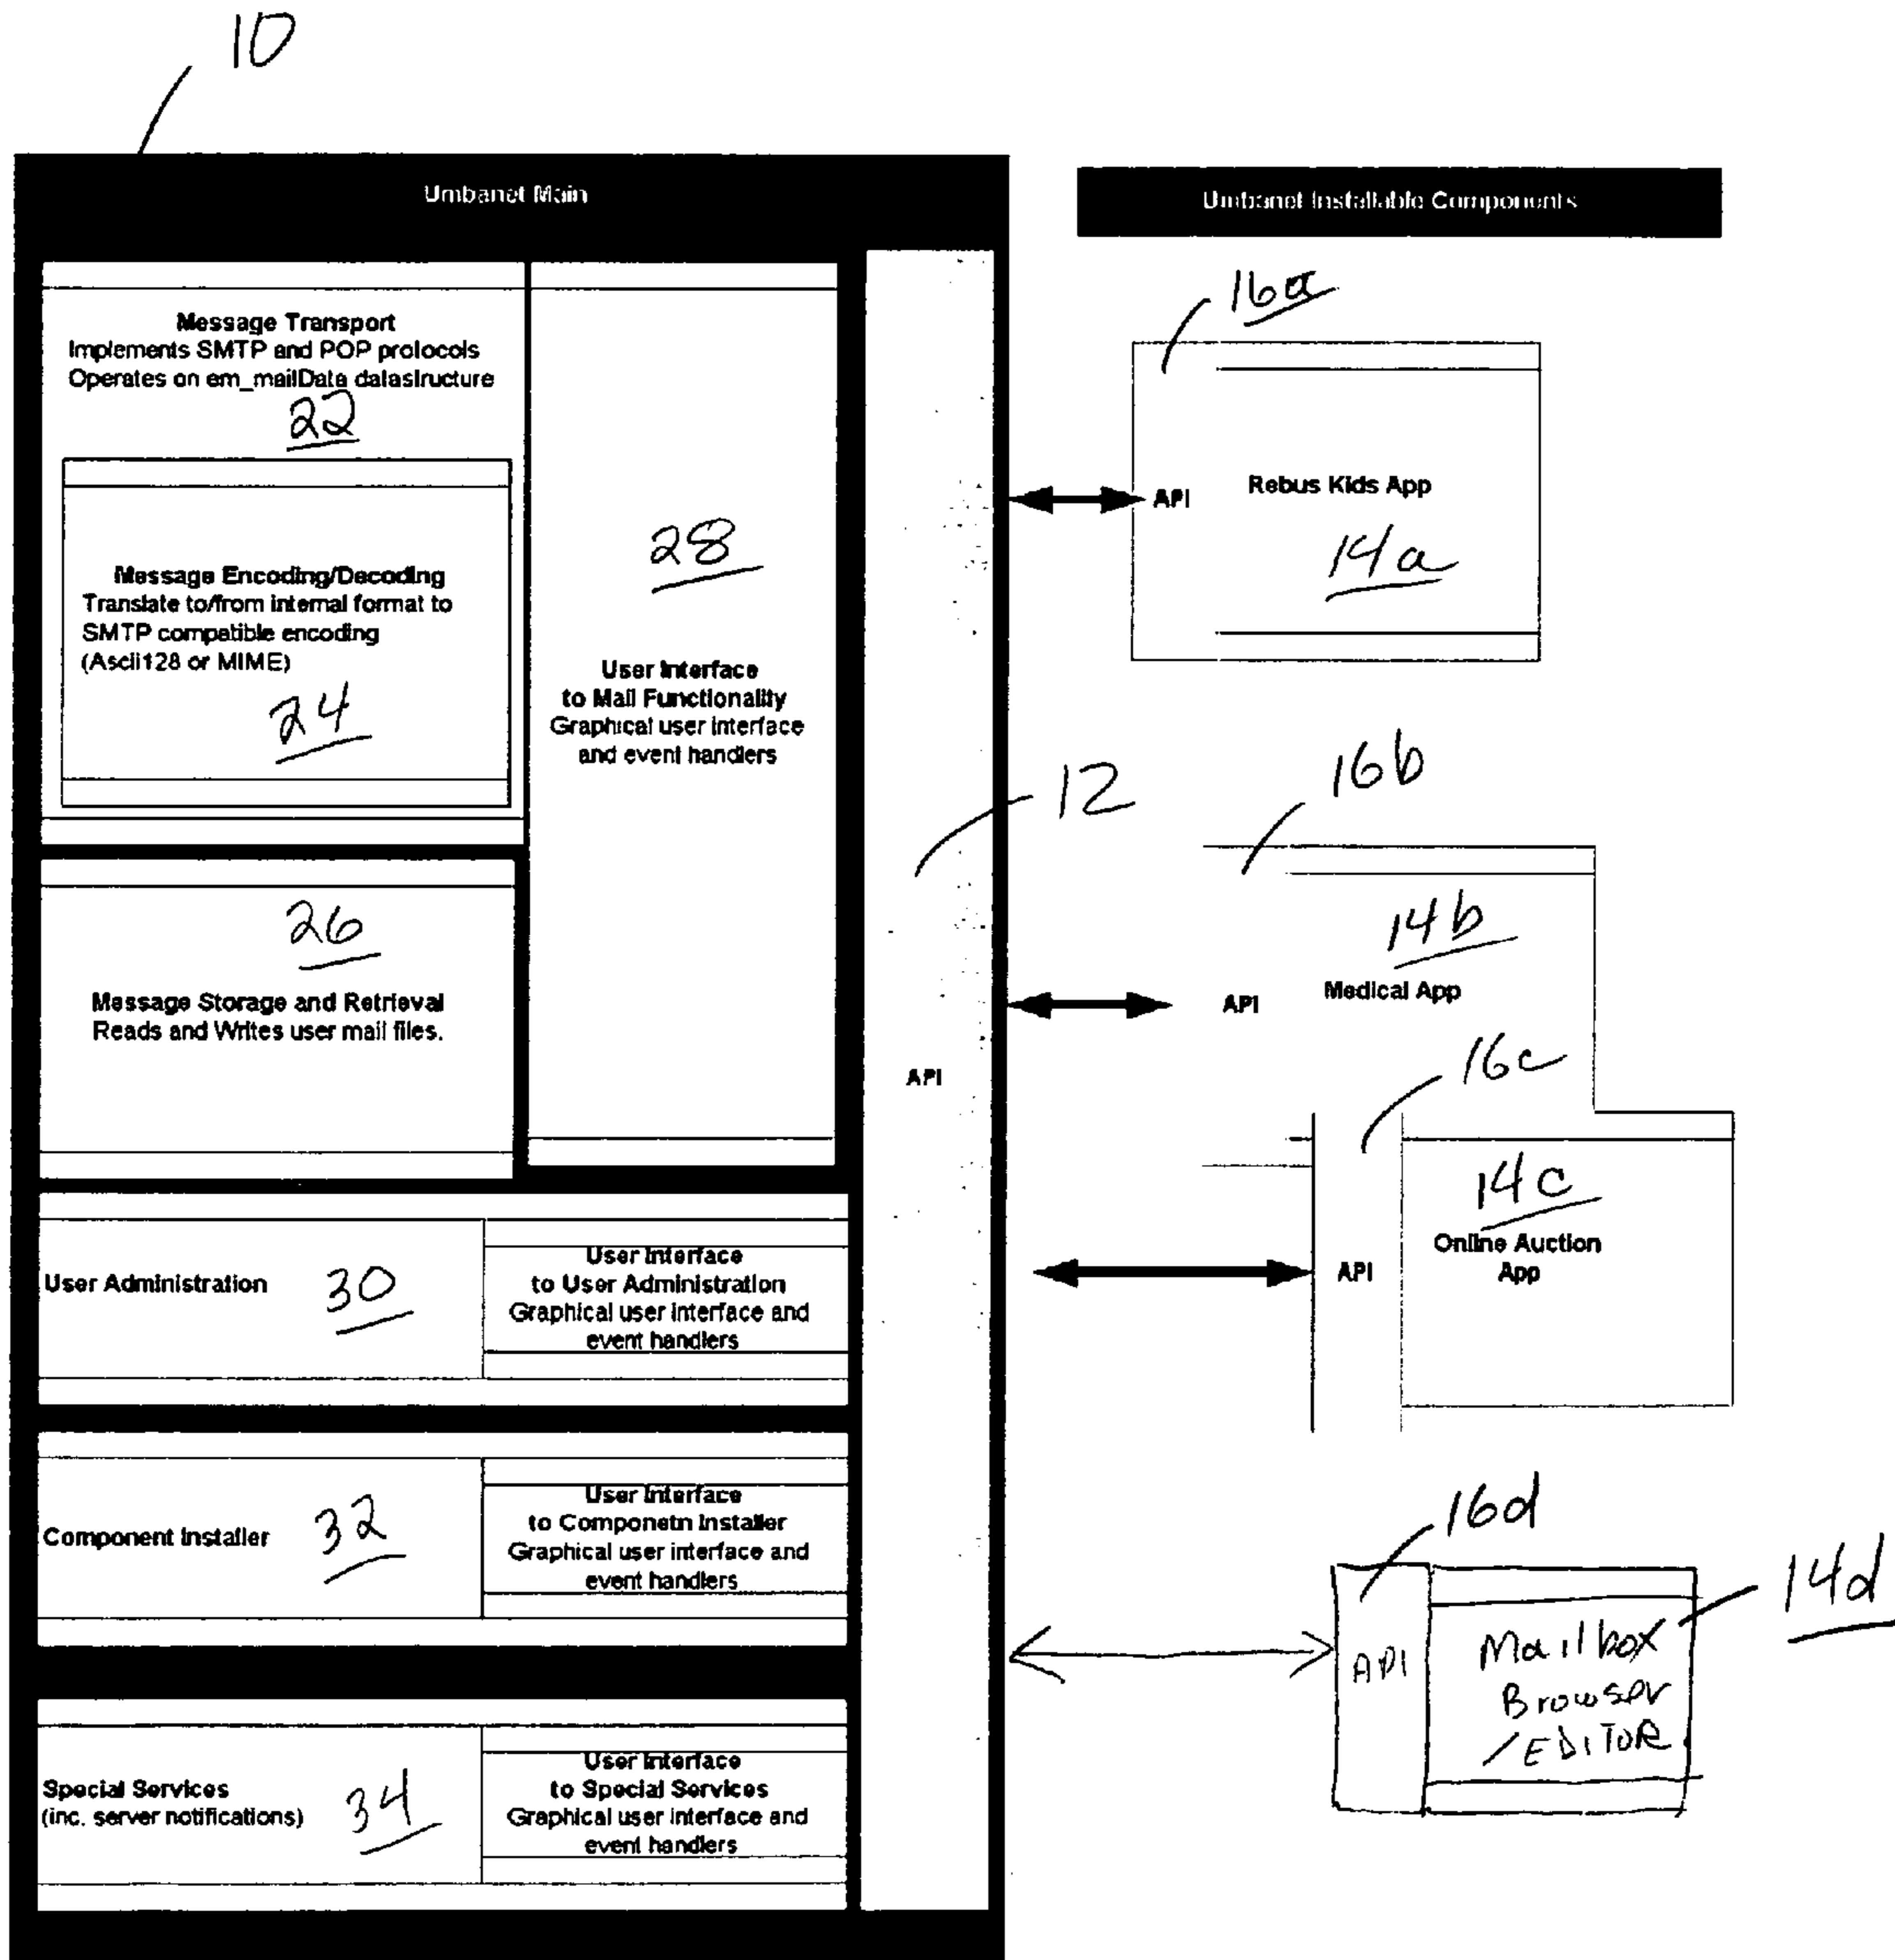 10
Umbanet Main
Umbanet Installable Components
Message Transport
Implements SMTP and POP protocols
Operates on em_mailData datastructure
22
Message Encoding/Decoding
Translate to/from internal format to
SMTP compatible encoding
(Ascii128 or MIME)
24
28
User Interface
to Mail Functionality
Graphical user interface
and event handlers
26
Message Storage and Retrieval
Reads and Writes user mail files.
12
API
User Administration
30
User Interface
to User Administration
Graphical user interface and
event handlers
Component Installer
32
User Interface
to Componetn Installer
Graphical user interface and
event handlers
Special Services
(inc. server notifications)
34
User Interface
to Special Services
Graphical user interface and
event handlers
16a
API
Rebus Kids App
14a
16b
14b
API
Medical App
16c
14c
API
Online Auction
App
16d
14d
API
Mailbox
Browser
/EDITOR